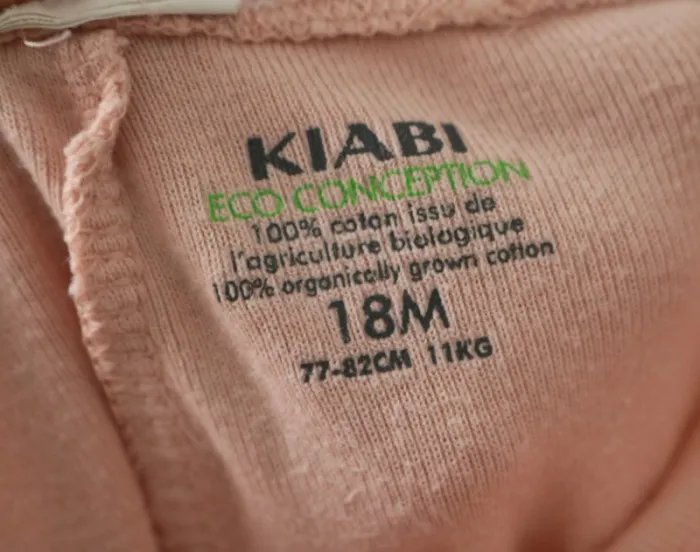 KIABI
ECO CONCEPTION
100% coton issu de
l'agriculture biologique
100% organically grown cotton
18M
77-82CM 11KG